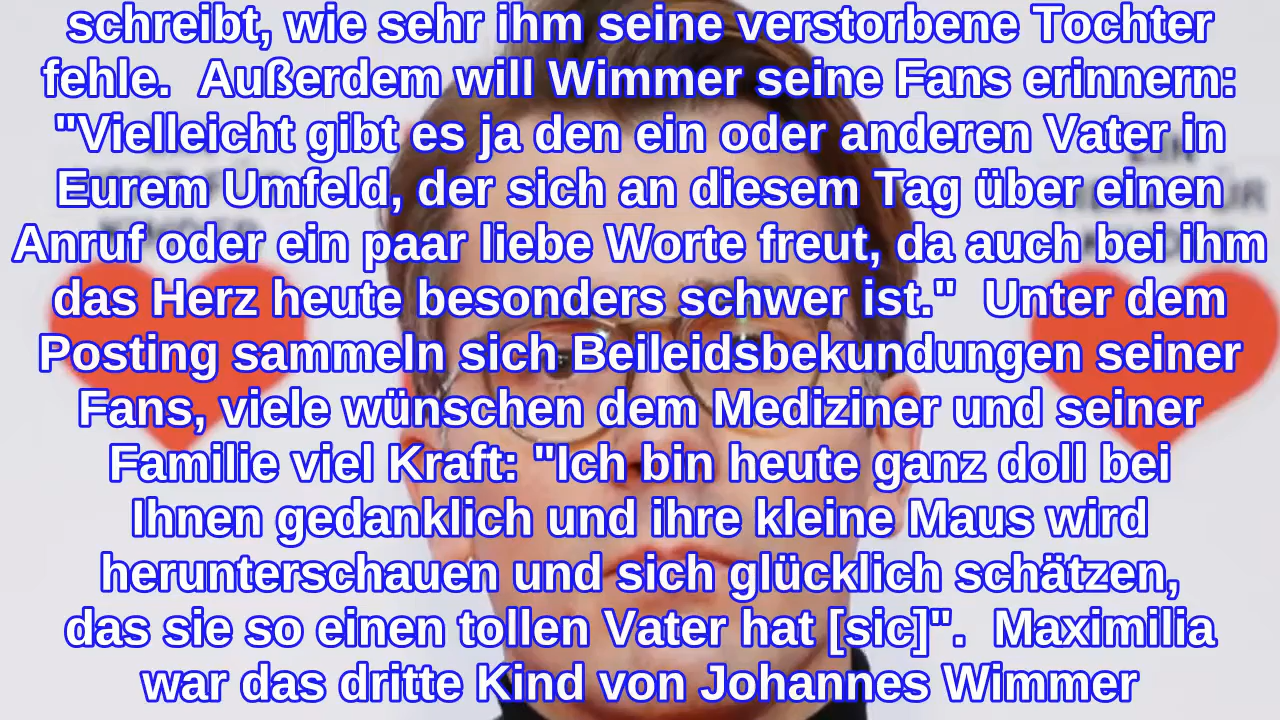 schreibt, wie sehr ihm seine verstorbene Tochter
fehle.  Außerdem will Wimmer seine Fans erinnern:
"Vielleicht gibt es ja den ein oder anderen Vater in
Eurem Umfeld, der sich an diesem Tag über einen
Anruf oder ein paar liebe Worte freut, da auch bei ihm
das Herz heute besonders schwer ist."  Unter dem
Posting sammeln sich Beileidsbekundungen seiner
Fans, viele wünschen dem Mediziner und seiner
Familie viel Kraft: "Ich bin heute ganz doll bei
Ihnen gedanklich und ihre kleine Maus wird
herunterschauen und sich glücklich schätzen,
das sie so einen tollen Vater hat [sic]".  Maximilia
war das dritte Kind von Johannes Wimmer